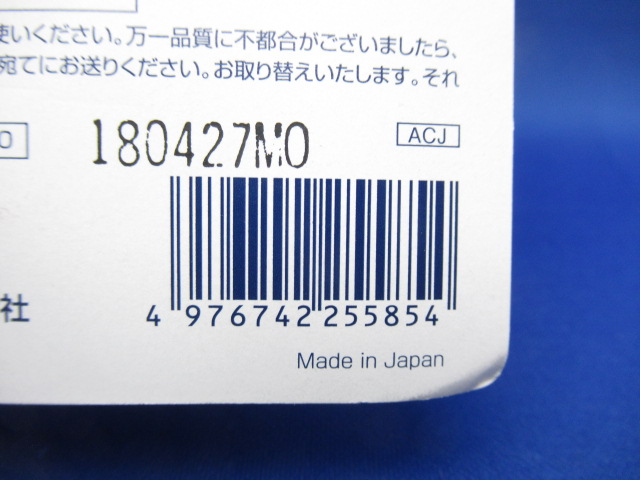 使いください。万一品質に不都合がございましたら、
宛てにお送りください。お取り替えいたします。それ
0
180427M0
ACJ
社
4 976742 255854
Made in Japan